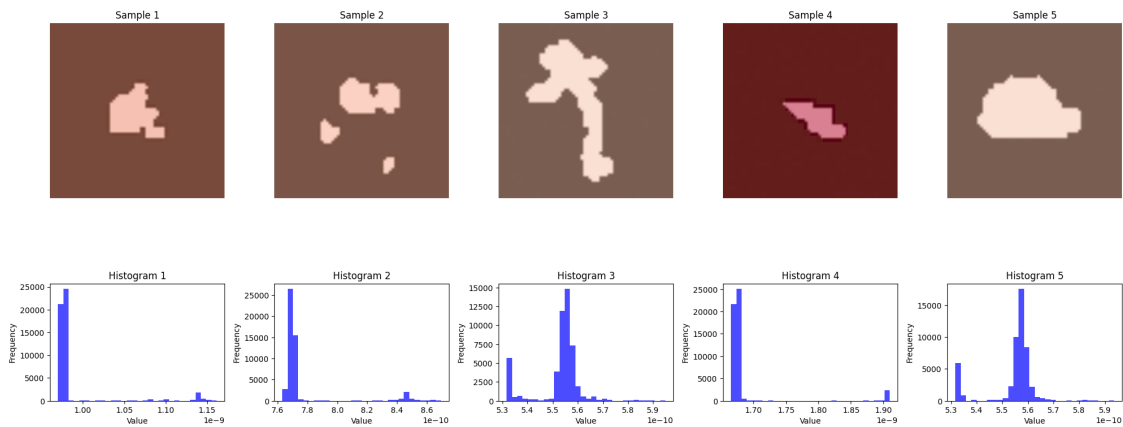 Sample 1 Sample 2 Sample 3 Sample 4 Sample 5
Histogram 1 Histogram 2 Histogram 3 Histogram 4 Histogram 5
Frequency
25000
20000
15000
10000
5000
0
1.00 1.05 1.10 1.15
Value
1e−9
Frequency
25000
20000
15000
10000
5000
0
7.6 7.8 8.0 8.2 8.4 8.6
Value
1e−10
Frequency
15000
12500
10000
7500
5000
2500
0
5.3 5.4 5.5 5.6 5.7 5.8 5.9
Value
1e−10
Frequency
25000
20000
15000
10000
5000
0
1.70 1.75 1.80 1.85 1.90
Value
1e−9
Frequency
15000
10000
5000
0
5.3 5.4 5.5 5.6 5.7 5.8 5.9
Value
1e−10